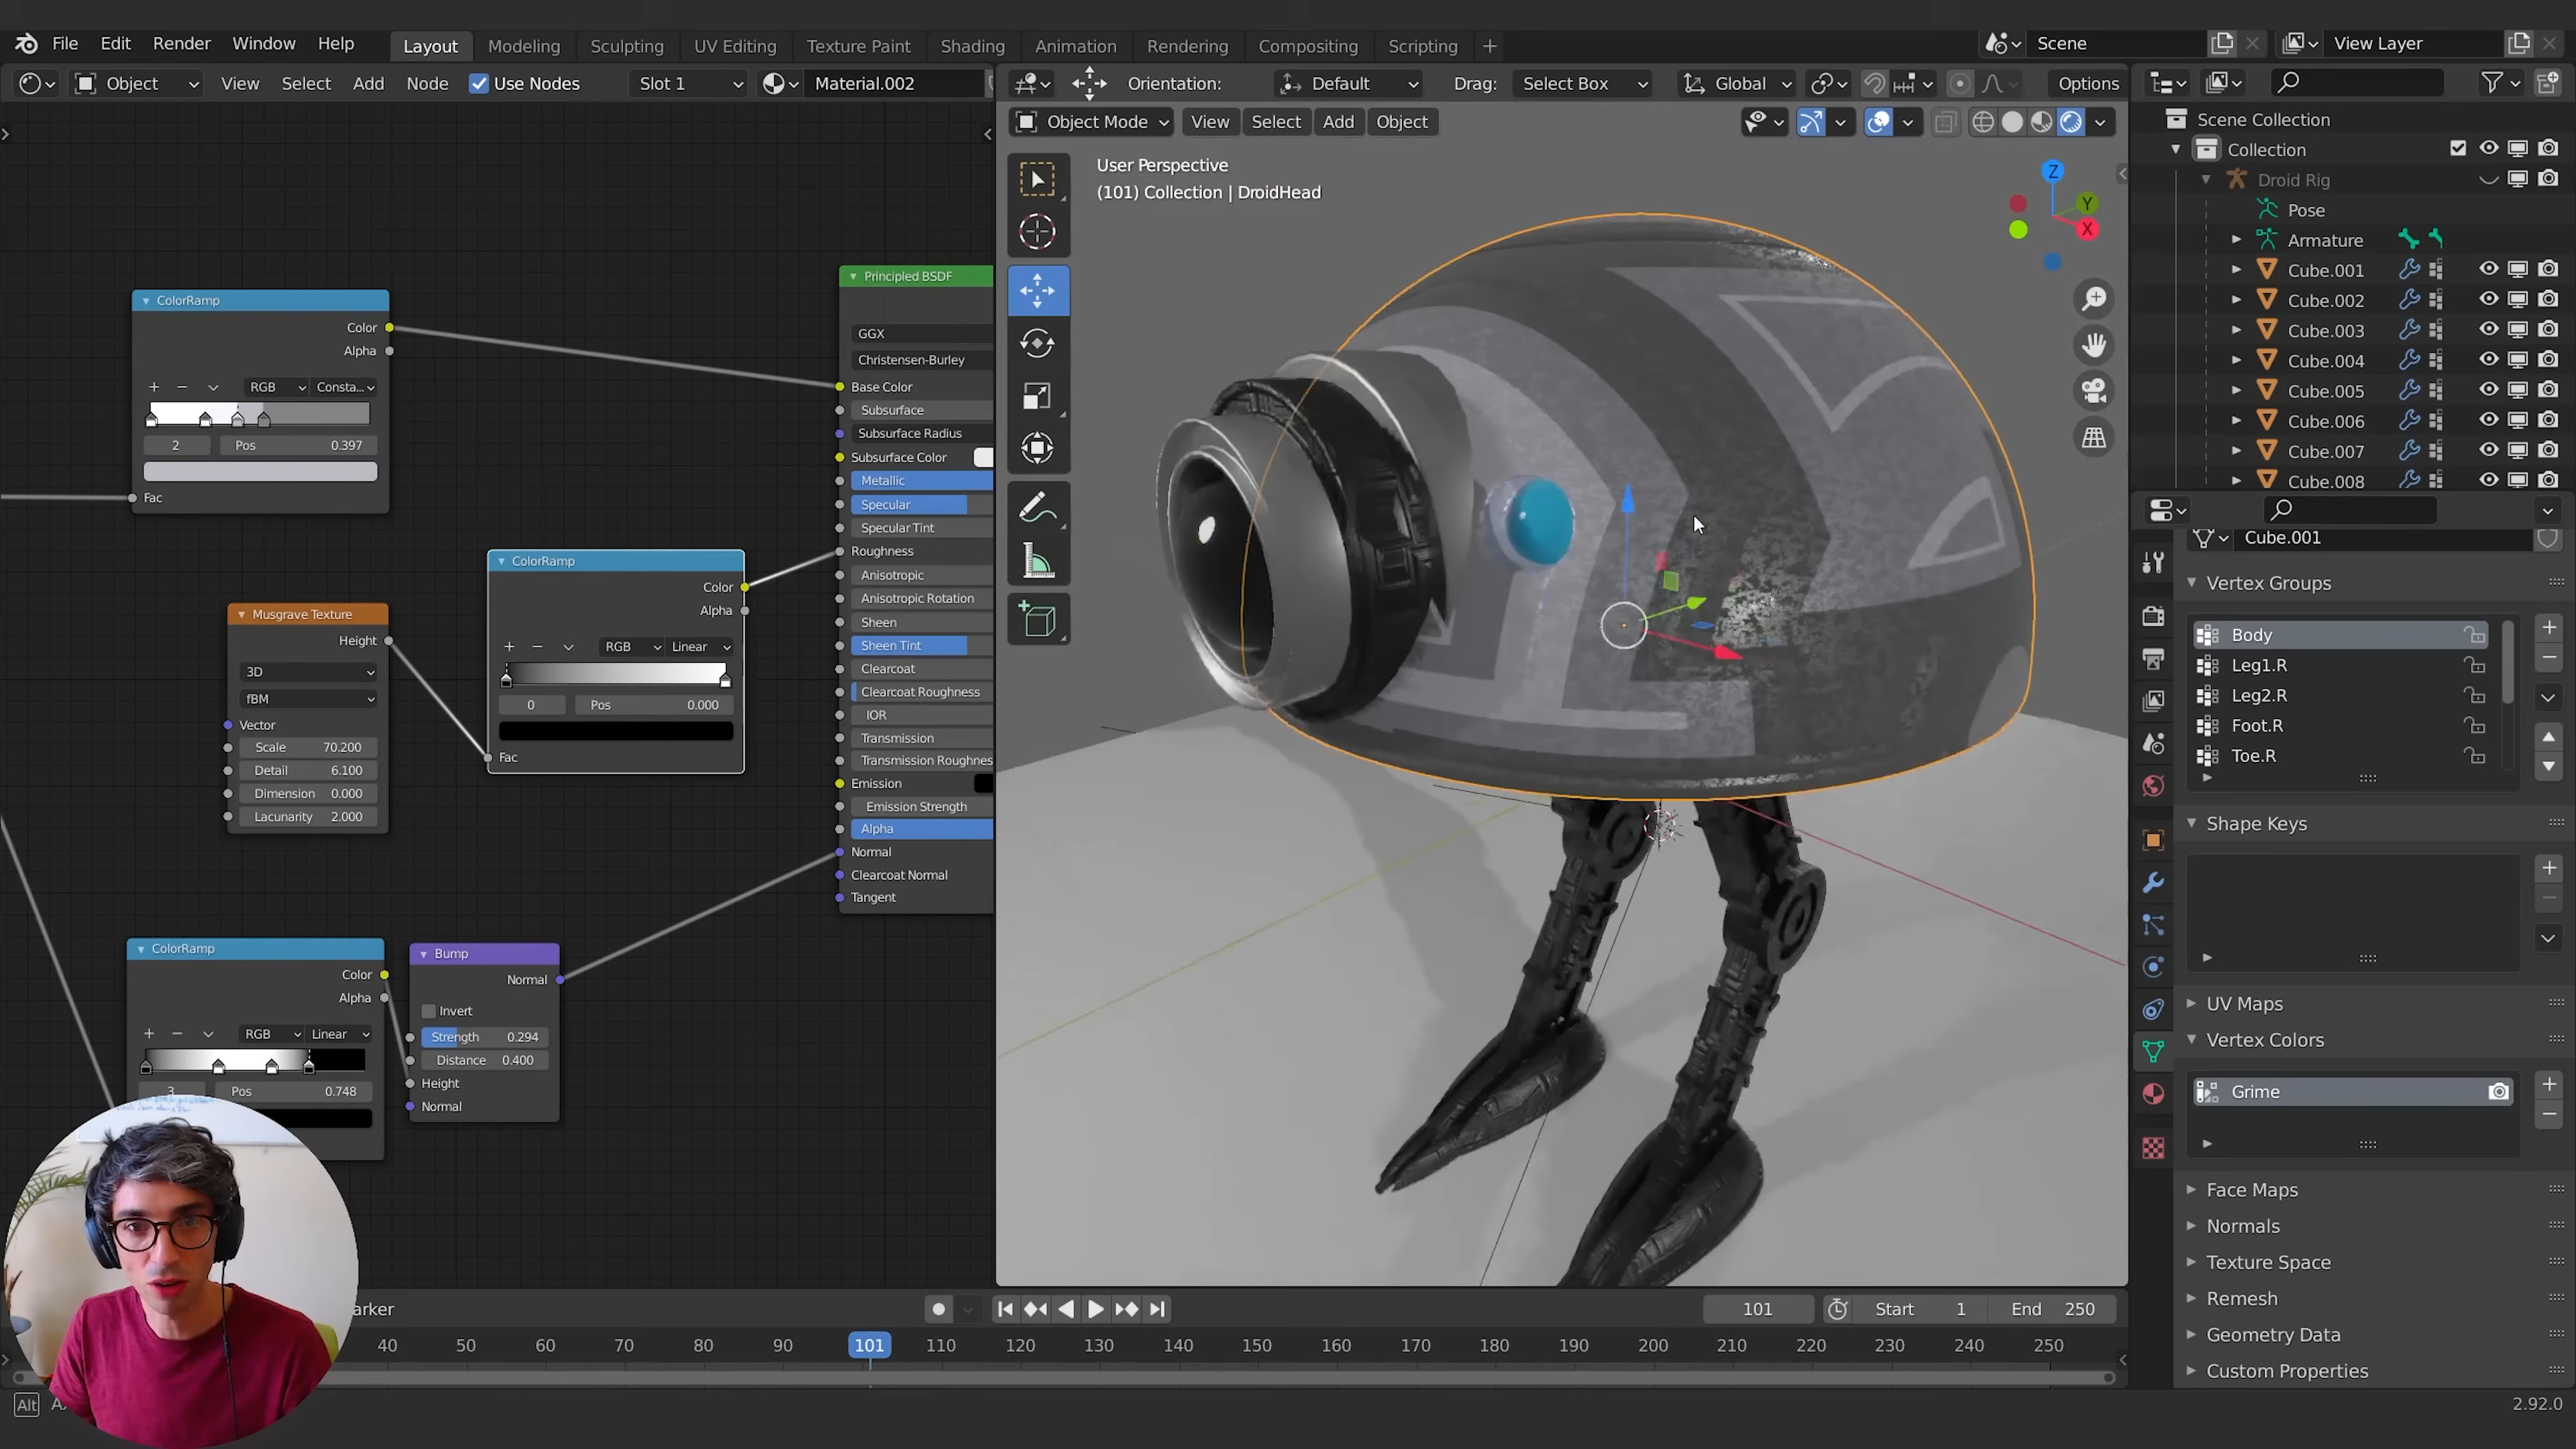 File Edit Render Window Help Layout Modeling Sculpting UV Editing Texture Paint Shading Animation Rendering Compositing Scripting + Scene View Layer
Object View Select Add Node Use Nodes Slot 1 Material.002
Orientation: Default Drag: Select Box Global Options
Object Mode View Select Add Object
User Perspective
(101) Collection | DroidHead
Z
Y
X
ColorRamp
Color
Alpha
RGB Consta...
2 Pos 0.397
Fac
Musgrave Texture
Height
3D
fBM
Vector
Scale 70.200
Detail 6.100
Dimension 0.000
Lacunarity 2.000
ColorRamp
Color
Alpha
RGB Linear
0 Pos 0.000
Fac
ColorRamp
Color
Alpha
RGB Linear
3 Pos 0.748
Bump
Normal
Invert
Strength 0.294
Distance 0.400
Height
Normal
Principled BSDF
GGX
Christensen-Burley
Base Color
Subsurface
Subsurface Radius
Subsurface Color
Metallic
Specular
Specular Tint
Roughness
Anisotropic
Anisotropic Rotation
Sheen
Sheen Tint
Clearcoat
Clearcoat Roughness
IOR
Transmission
Transmission Roughnes
Emission
Emission Strength
Alpha
Normal
Clearcoat Normal
Tangent
Scene Collection
Collection
Droid Rig
Pose
Armature
Cube.001
Cube.002
Cube.003
Cube.004
Cube.005
Cube.006
Cube.007
Cube.008
Cube.001
Vertex Groups
Body
Leg1.R
Leg2.R
Foot.R
Toe.R
Shape Keys
UV Maps
Vertex Colors
Grime
Face Maps
Normals
Texture Space
Remesh
Geometry Data
Custom Properties
arker
101 Start 1 End 250
40 50 60 70 80 90 101 110 120 130 140 150 160 170 180 190 200 210 220 230 240 250
Alt
2.92.0